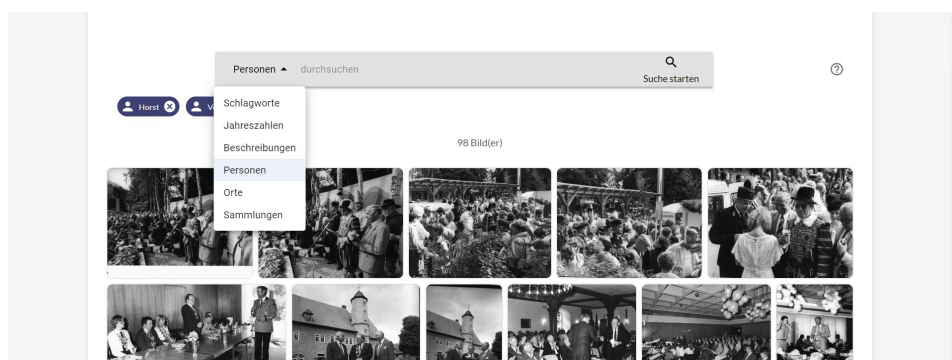 Personen durchsuchen
Suche starten
Horst
Schlagworte
Jahreszahlen
Beschreibungen
Personen
Orte
Sammlungen
98 Bild(er)